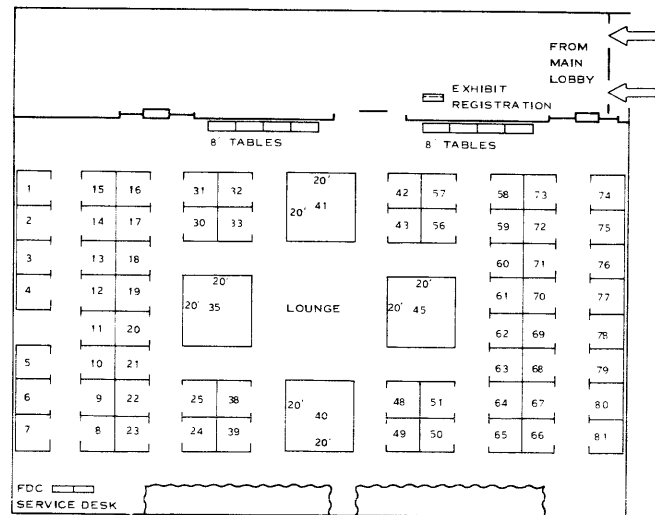 FROM
MAIN
LOBBY
EXHIBIT
REGISTRATION
8' TABLES 8' TABLES
1 15 16 31 32 20' 42 57 58 73 74
20' 41
2 14 17 30 33 43 56 59 72 75
3 13 18 60 71 76
20' 20'
4 12 19 61 70 77
20' 35 LOUNGE 20' 45
11 20 62 69 78
5 10 21 63 68 79
6 9 22 25 38 48 51 64 67 80
20' 40
7 8 23 24 39 20' 49 50 65 66 81
FDC
SERVICE DESK